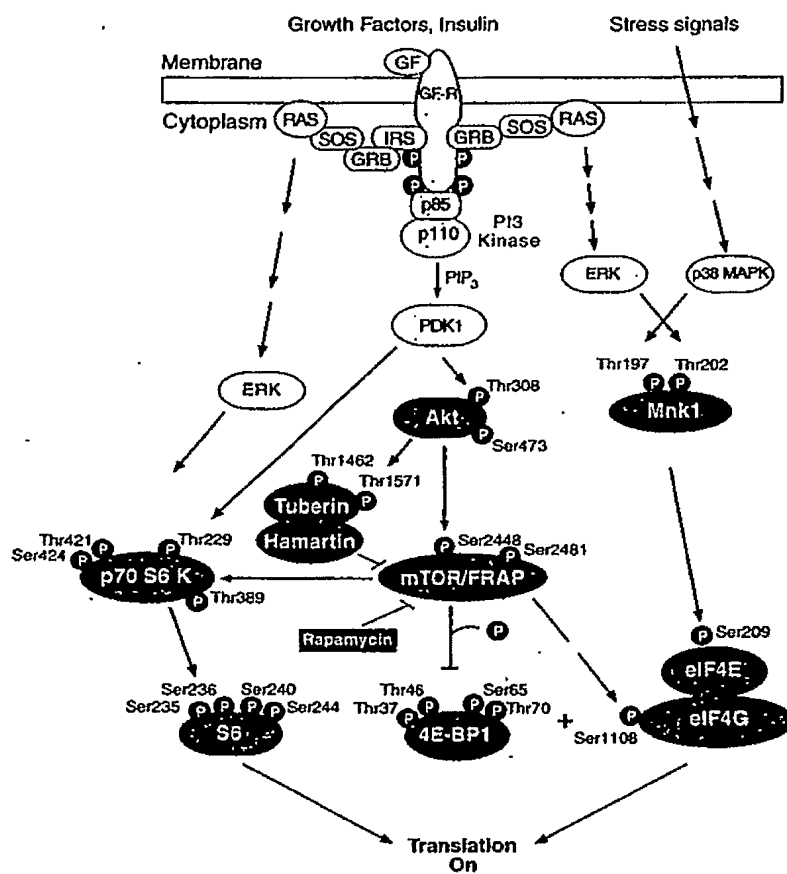 Growth Factors, Insulin
Stress signals
Membrane
GF
GF-R
Cytoplasm
RAS
SOS
IRS
GRB
P
P
P
P
GRB
SOS
RAS
p85
p110
PI3
Kinase
PIP3
PDK1
ERK
p38 MAPK
Thr197
Thr202
P
P
Mnk1
ERK
Thr308
P
Akt
P
Ser473
Thr1462
P
Thr1571
P
Tuberin
Hamartin
Thr421
Ser424
P
P
Thr229
P
p70 S6 K
P
Thr389
Ser2448
P
Ser2481
P
mTOR/FRAP
Rapamycin
P
Ser209
P
eIF4E
eIF4G
P
Ser1108
Ser236
Ser235
Ser240
Ser244
P
P
P
P
S6
Thr46
Thr37
P
P
Ser65
Thr70
P
P
4E-BP1
+
Translation
On